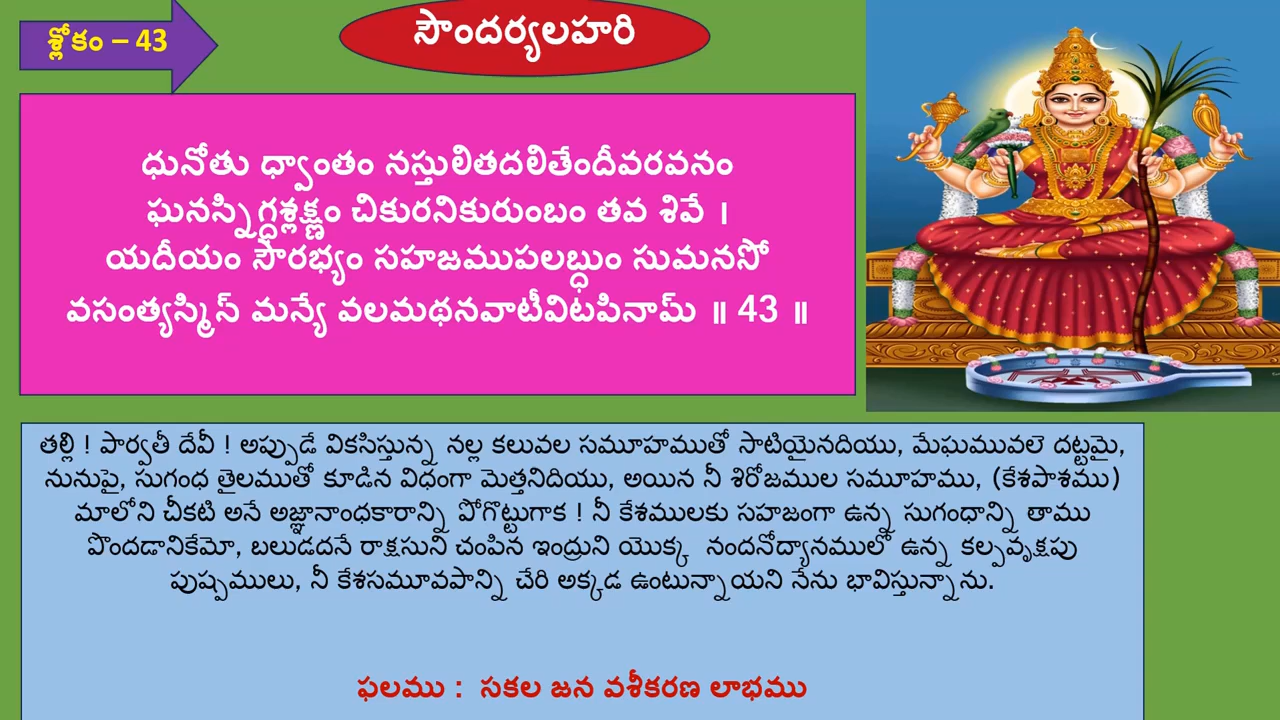 శ్లోకం – 43
సౌందర్యలహరి
ధునోతు ధ్వాంతం నస్తులితదలితేందీవరవనం
ఘనస్నిగ్ధశ్లక్ష్ణం చికురనికురుంబం తవ శివే ।
యదీయం సౌరభ్యం సహజముపలబ్ధుం సుమనసో
వసంత్యస్మిన్ మన్యే వలమథనవాటీవిటపినామ్ ॥ 43 ॥
తల్లి ! పార్వతీ దేవీ ! అప్పుడే వికసిస్తున్న నల్ల కలువల సమూహముతో సాటియైనదియు, మేఘమువలె దట్టమై,
నునుపై, సుగంధ తైలముతో కూడిన విధంగా మెత్తనిదియు, అయిన నీ శిరోజముల సమూహము, (కేశపాశము)
మాలోని చీకటి అనే అజ్ఞానాంధకారాన్ని పోగొట్టుగాక ! నీ కేశములకు సహజంగా ఉన్న సుగంధాన్ని తాము
పొందడానికేమో, బలుడదనే రాక్షసుని చంపిన ఇంద్రుని యొక్క నందనోద్యానములో ఉన్న కల్పవృక్షపు
పుష్పములు, నీ కేశసమూవపాన్ని చేరి అక్కడ ఉంటున్నాయని నేను భావిస్తున్నాను.
ఫలము : సకల జన వశీకరణ లాభము